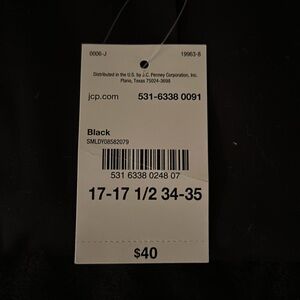 0006-J 19963-8
Distributed in the U.S. by J.C. Penney Corporation, Inc.
Plano, Texas 75024-3698
jcp.com 531-6338 0091
Black
SMLDY08582079
531 6338 0248 07
17-17 1/2 34-35
$40